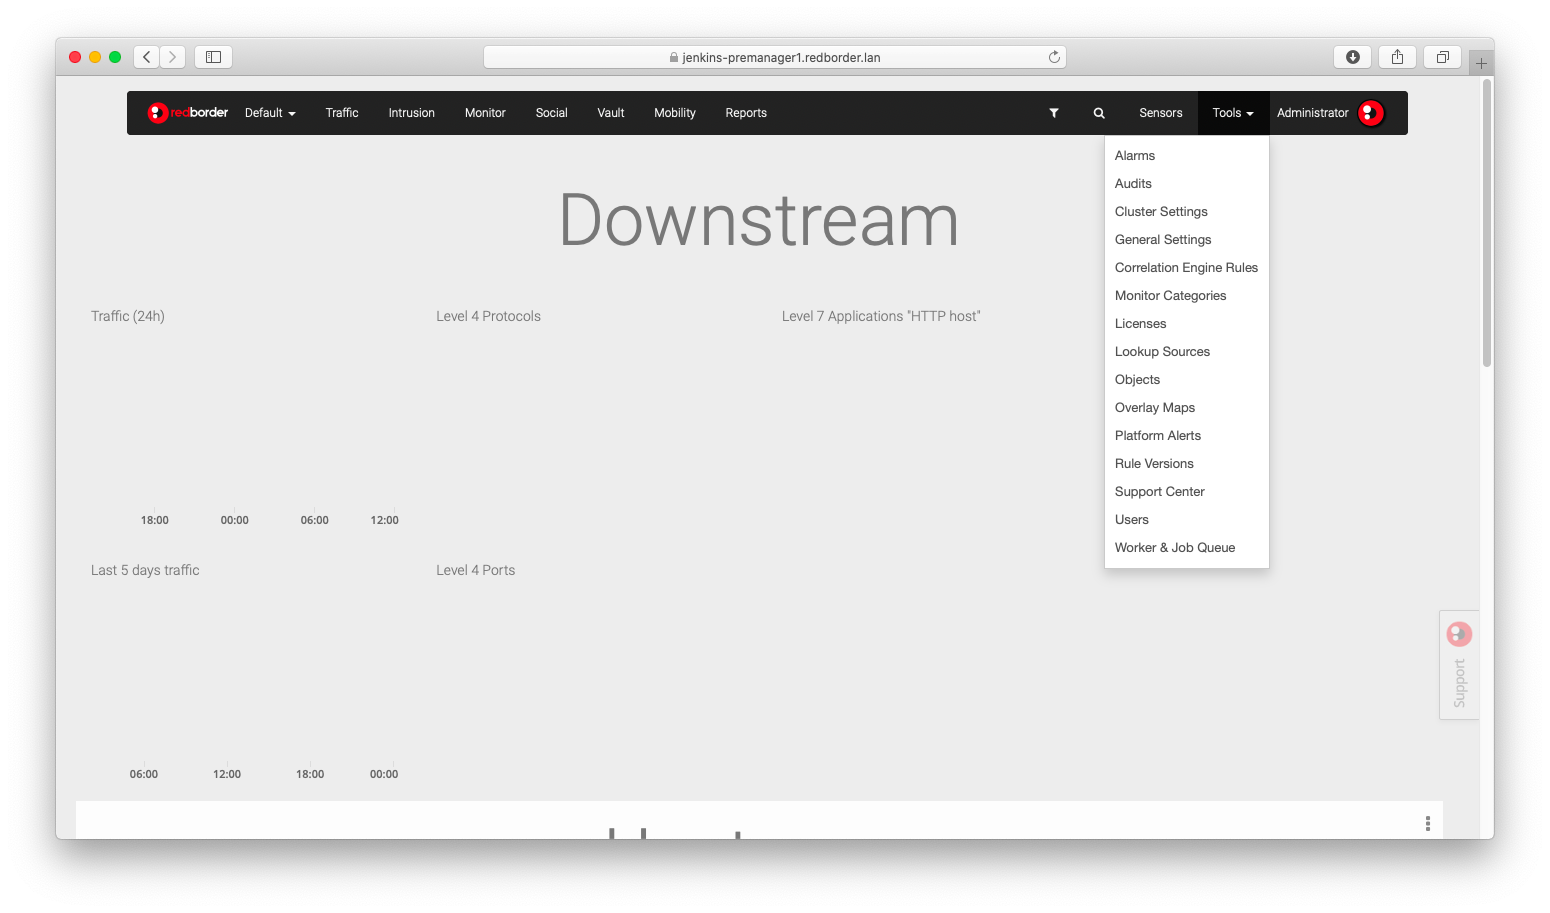 jenkins-premanager1.redborder.lan
redborder Default Traffic Intrusion Monitor Social Vault Mobility Reports Sensors Tools Administrator
Alarms
Audits
Cluster Settings
General Settings
Correlation Engine Rules
Monitor Categories
Licenses
Lookup Sources
Objects
Overlay Maps
Platform Alerts
Rule Versions
Support Center
Users
Worker & Job Queue
Downstream
Traffic (24h)
Level 4 Protocols
Level 7 Applications "HTTP host"
18:00 00:00 06:00 12:00
Last 5 days traffic
Level 4 Ports
06:00 12:00 18:00 00:00
Support